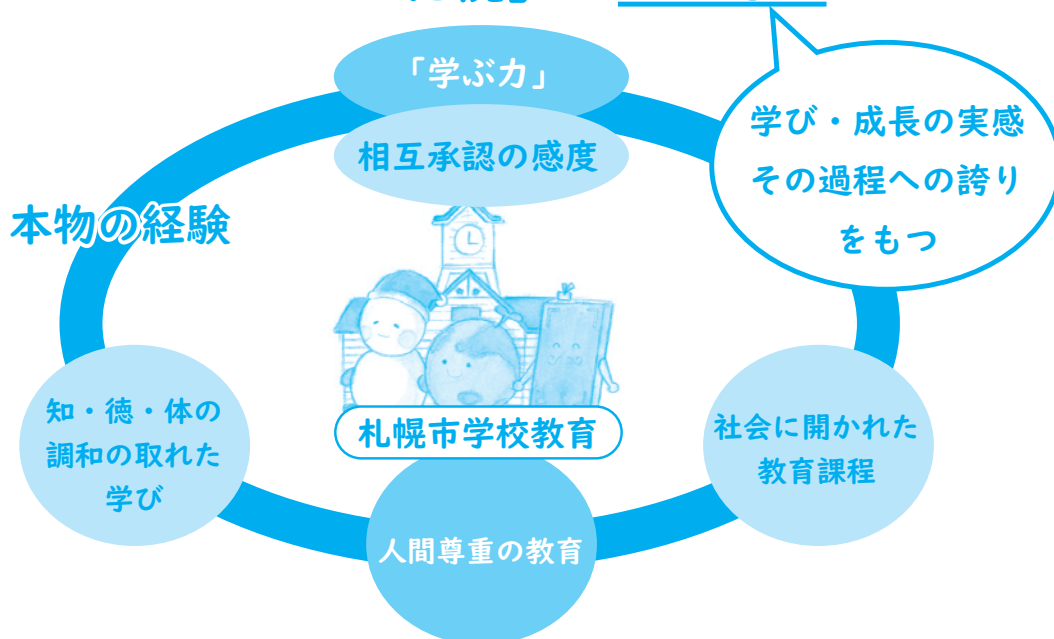 「学ぶ力」
相互承認の感度
学び・成長の実感
その過程への誇り
をもつ
本物の経験
知・徳・体の
調和の取れた
学び
札幌市学校教育
社会に開かれた
教育課程
人間尊重の教育